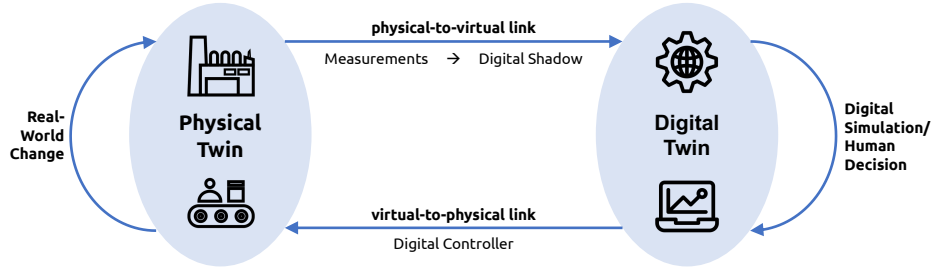 physical-to-virtual link
Measurements → Digital Shadow
Real-
World
Change
Physical
Twin
Digital
Twin
Digital
Simulation/
Human
Decision
virtual-to-physical link
Digital Controller